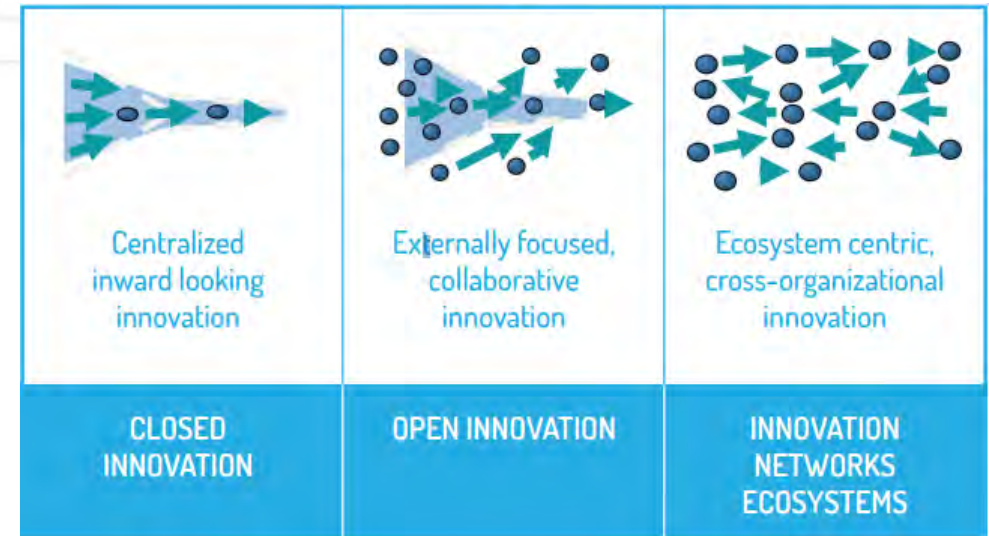 Centralized
inward looking
innovation
Externally focused,
collaborative
innovation
Ecosystem centric,
cross-organizational
innovation
CLOSED
INNOVATION
OPEN INNOVATION
INNOVATION
NETWORKS
ECOSYSTEMS